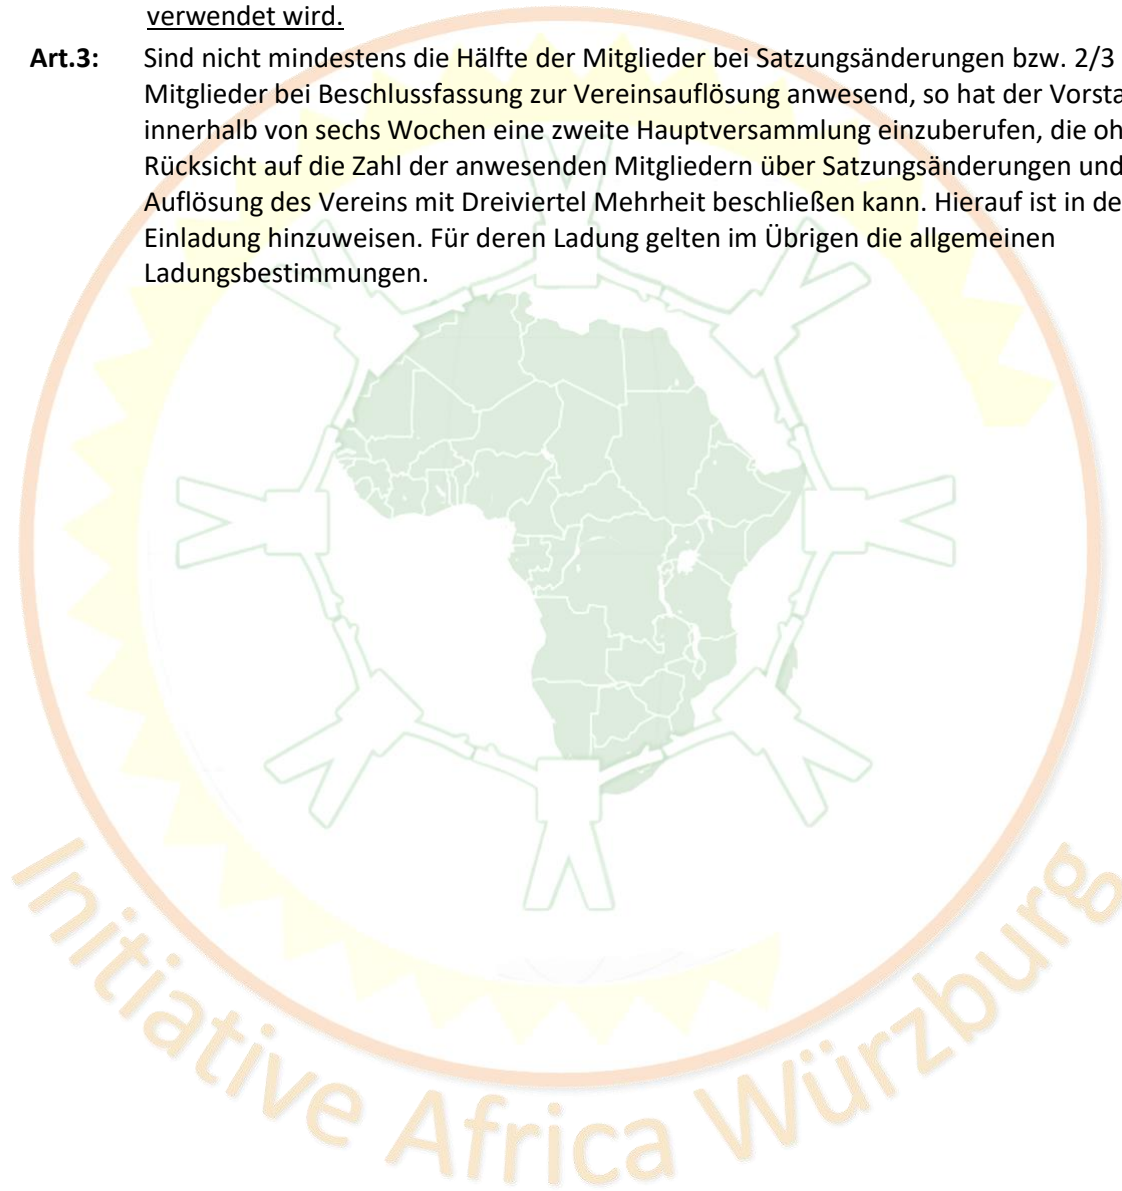 verwendet wird.
Art.3: Sind nicht mindestens die Hälfte der Mitglieder bei Satzungsänderungen bzw. 2/3
Mitglieder bei Beschlussfassung zur Vereinsauflösung anwesend, so hat der Vorsta
innerhalb von sechs Wochen eine zweite Hauptversammlung einzuberufen, die oh
Rücksicht auf die Zahl der anwesenden Mitgliedern über Satzungsänderungen und
Auflösung des Vereins mit Dreiviertel Mehrheit beschließen kann. Hierauf ist in de
Einladung hinzuweisen. Für deren Ladung gelten im Übrigen die allgemeinen
Ladungsbestimmungen.
Initiative Africa Würzburg